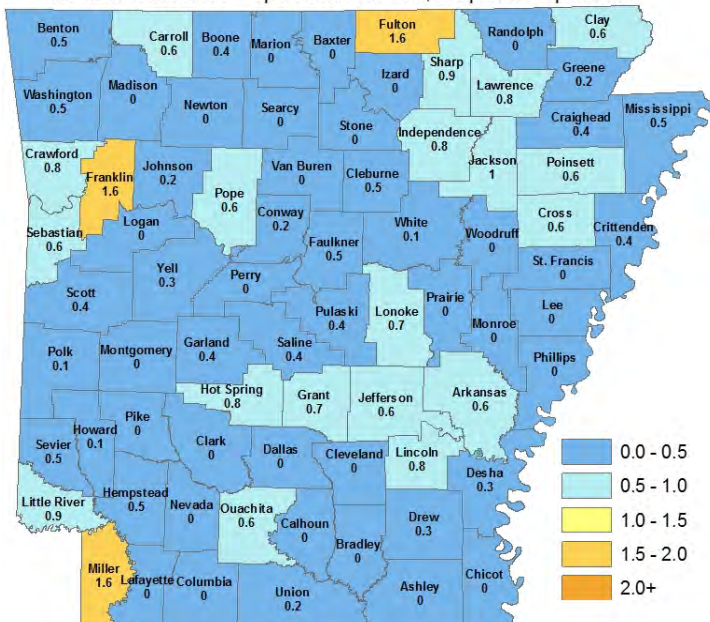 Benton
0.5
Carroll
0.6
Boone
0.4
Marion
0
Baxter
0
Fulton
1.6
Randolph
0
Clay
0.6
Washington
0.5
Madison
0
Newton
0
Searcy
0
Stone
0
Izard
0
Sharp
0.9
Lawrence
0.8
Greene
0.2
Craighead
0.4
Mississippi
0.5
Independence
0.8
Jackson
1
Poinsett
0.6
Crawford
0.8
Franklin
1.6
Johnson
0.2
Pope
0.6
Van Buren
0
Cleburne
0.5
Conway
0.2
Cross
0.6
Crittenden
0.4
Sebastian
0.6
Logan
0
Faulkner
0.5
White
0.1
Woodruff
0
St. Francis
0
Scott
0.4
Yell
0.3
Perry
0
Pulaski
0.4
Lonoke
0.7
Prairie
0
Monroe
0
Lee
0
Phillips
0
Polk
0.1
Montgomery
0
Garland
0.4
Saline
0.4
Hot Spring
0.8
Grant
0.7
Jefferson
0.6
Arkansas
0.6
Sevier
0.5
Howard
0.1
Pike
0
Clark
0
Dallas
0
Cleveland
0
Lincoln
0.8
Desha
0.3
Little River
0.9
Hempstead
0.5
Nevada
0
Ouachita
0.6
Calhoun
0
Bradley
0
Drew
0.3
Miller
1.6
Lafayette
0
Columbia
0
Union
0.2
Ashley
0
Chicot
0
0.0 - 0.5
0.5 - 1.0
1.0 - 1.5
1.5 - 2.0
2.0+